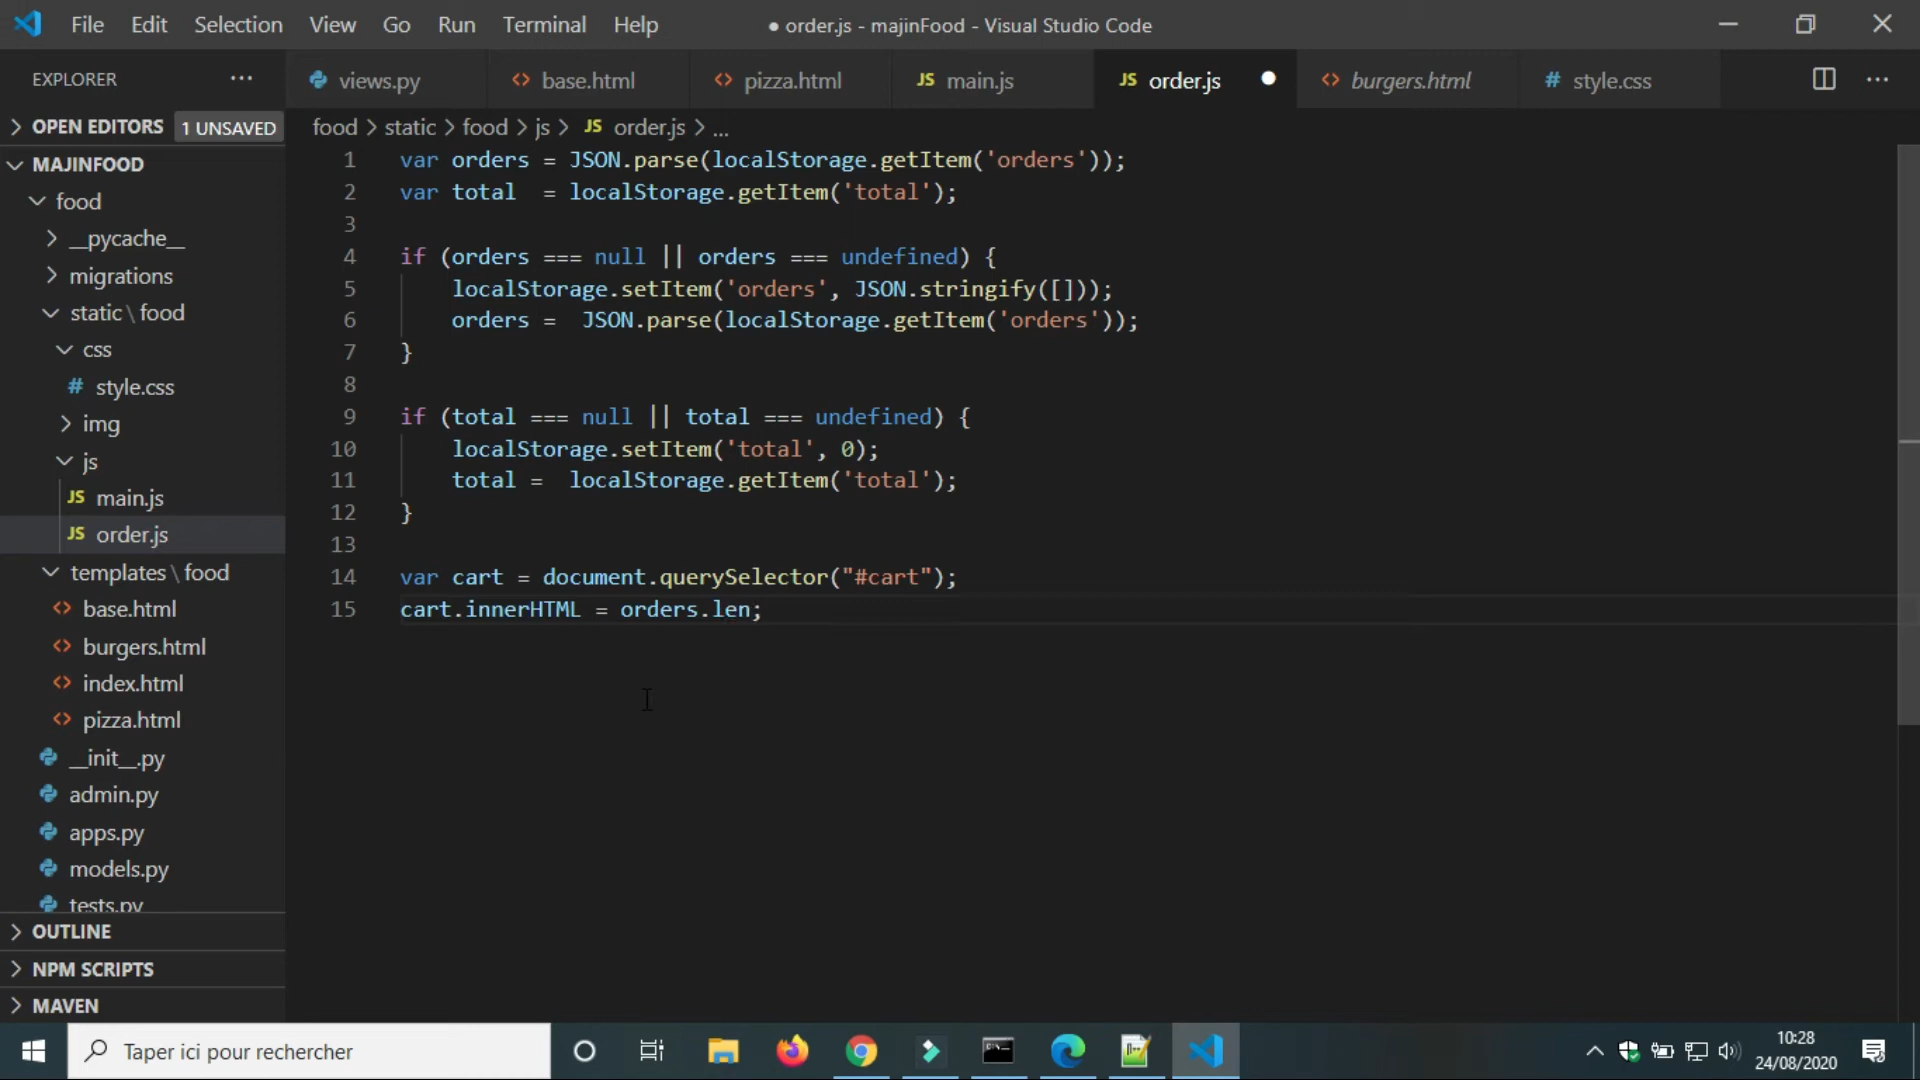 File Edit Selection View Go Run Terminal Help ● order.js - majinFood - Visual Studio Code
EXPLORER ···
views.py base.html pizza.html JS main.js JS order.js ● burgers.html # style.css ···
OPEN EDITORS 1 UNSAVED
food > static > food > js > JS order.js > ...
MAJINFOOD
food
__pycache__
migrations
static \ food
css
# style.css
img
js
JS main.js
JS order.js
templates \ food
base.html
burgers.html
index.html
pizza.html
__init__.py
admin.py
apps.py
models.py
tests.py
OUTLINE
NPM SCRIPTS
MAVEN
1 var orders = JSON.parse(localStorage.getItem('orders'));
2 var total  = localStorage.getItem('total');
3
4 if (orders === null || orders === undefined) {
5     localStorage.setItem('orders', JSON.stringify([]));
6     orders =  JSON.parse(localStorage.getItem('orders'));
7 }
8
9 if (total === null || total === undefined) {
10     localStorage.setItem('total', 0);
11     total =  localStorage.getItem('total');
12 }
13
14 var cart = document.querySelector("#cart");
15 cart.innerHTML = orders.len;
Taper ici pour rechercher
10:28
24/08/2020